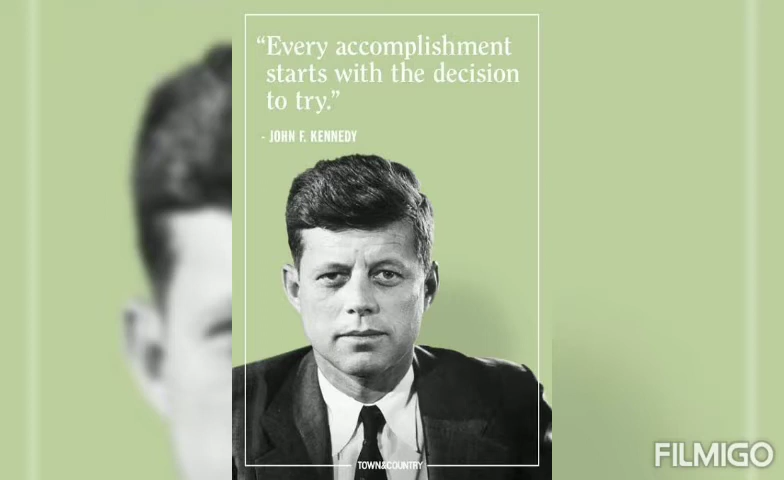 “Every accomplishment
starts with the decision
to try.”
- JOHN F. KENNEDY
TOWN&COUNTRY
FILMIGO